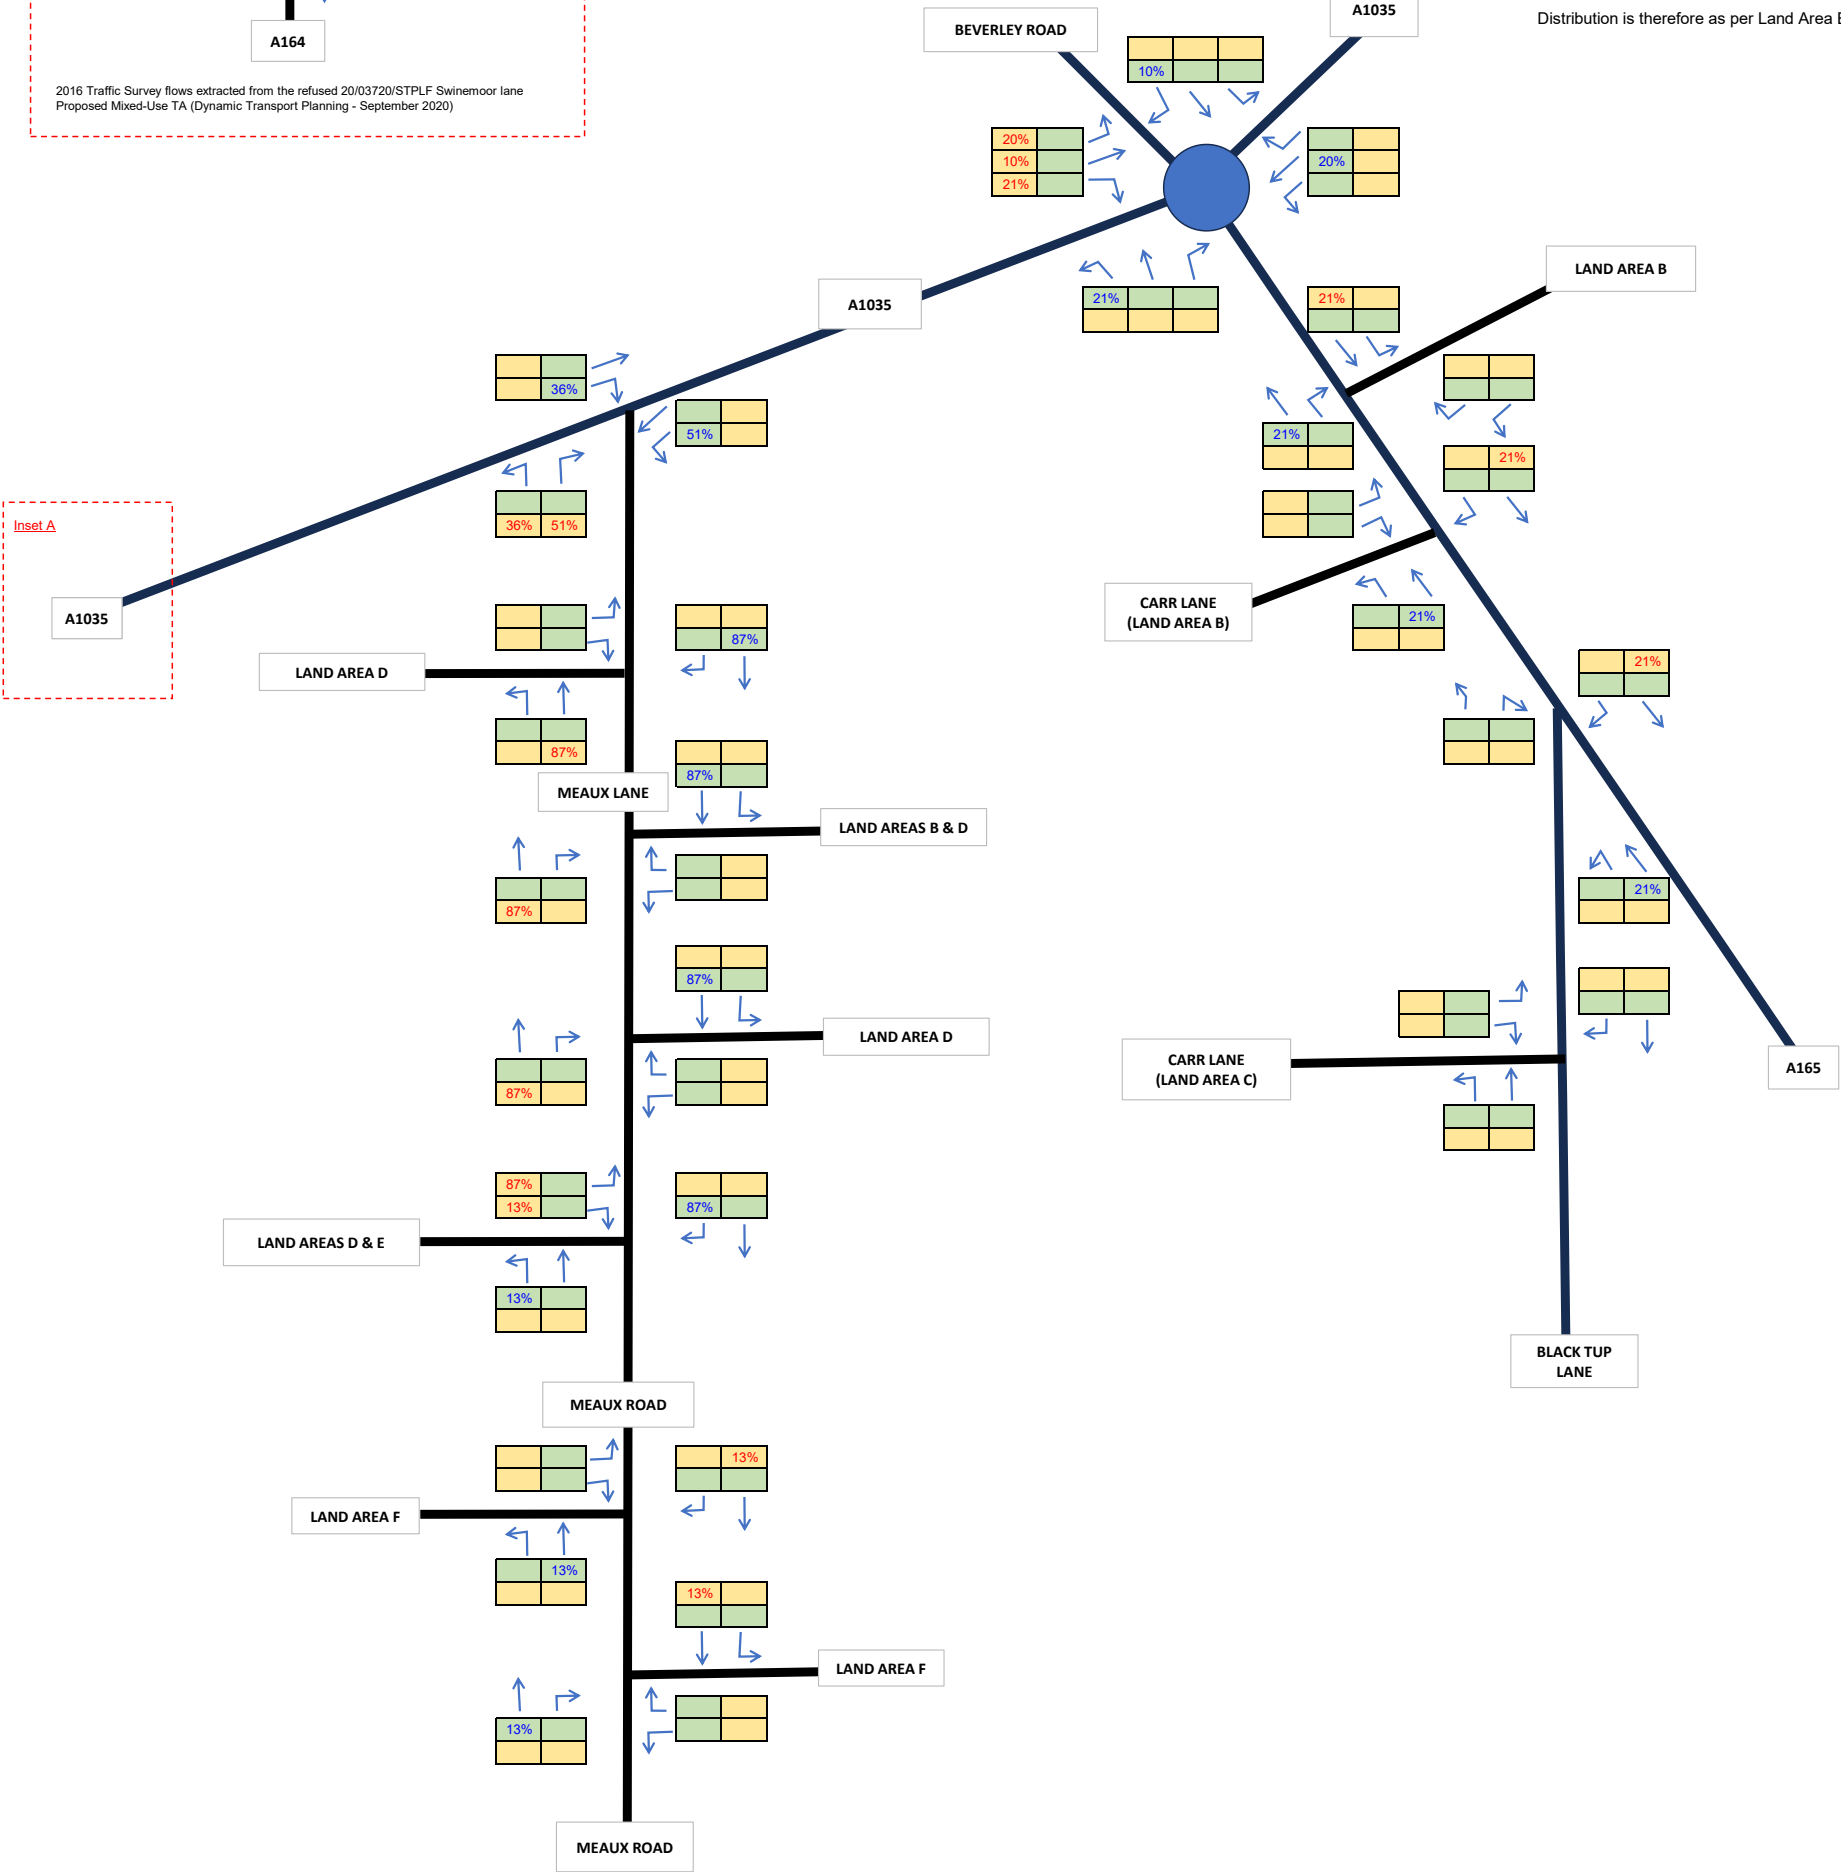 A1035
Distribution is therefore as per Land Area
BEVERLEY ROAD
A164
10%
2016 Traffic Survey flows extracted from the refused 20/03720/STPLF Swinemoor lane
Proposed Mixed-Use TA (Dynamic Transport Planning - September 2020)
20%
10%
21%
20%
LAND AREA B
21%
21%
A1035
36%
51%
21%
21%
36% 51%
Inset A
A1035
CARR LANE
(LAND AREA B)
21%
87%
LAND AREA D
21%
87%
87%
MEAUX LANE
LAND AREAS B & D
21%
87%
87%
LAND AREA D
CARR LANE
(LAND AREA C)
A165
87%
87%
13%
87%
LAND AREAS D & E
13%
BLACK TUP
LANE
MEAUX ROAD
13%
LAND AREA F
13%
13%
LAND AREA F
13%
MEAUX ROAD